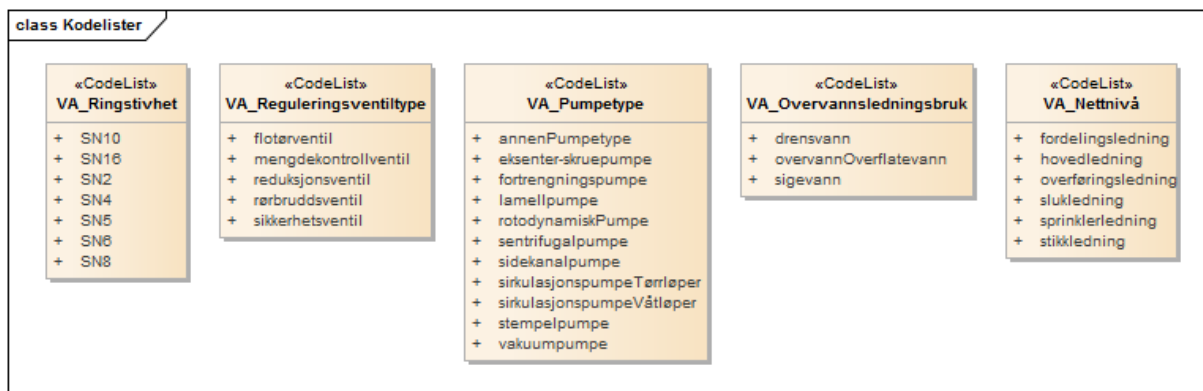 class Kodelister
«CodeList»
VA_Ringstivhet
+ SN10
+ SN16
+ SN2
+ SN4
+ SN5
+ SN6
+ SN8
«CodeList»
VA_Reguleringsventiltype
+ flotørventil
+ mengdekontrollventil
+ reduksjonsventil
+ rørbruddsventil
+ sikkerhetsventil
«CodeList»
VA_Pumpetype
+ annenPumpetype
+ eksenter-skruepumpe
+ fortrengningspumpe
+ lamellpumpe
+ rotodynamiskPumpe
+ sentrifugalpumpe
+ sidekanalpumpe
+ sirkulasjonspumpeTørrløper
+ sirkulasjonspumpeVåtløper
+ stempelpumpe
+ vakuumpumpe
«CodeList»
VA_Overvannsledningsbruk
+ drensvann
+ overvannOverflatevann
+ sigevann
«CodeList»
VA_Nettnivå
+ fordelingsledning
+ hovedledning
+ overføringsledning
+ slukledning
+ sprinklerledning
+ stikkledning